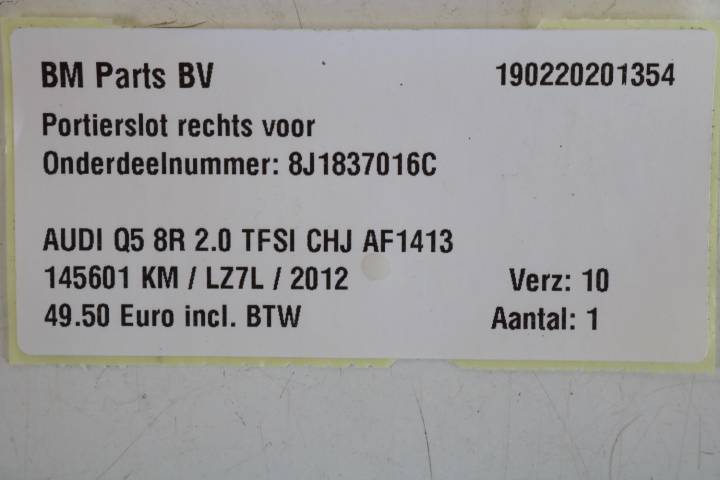 BM Parts BV 190220201354
Portierslot rechts voor
Onderdeelnummer: 8J1837016C
AUDI Q5 8R 2.0 TFSI CHJ AF1413
145601 KM / LZ7L / 2012 Verz: 10
49.50 Euro incl. BTW Aantal: 1